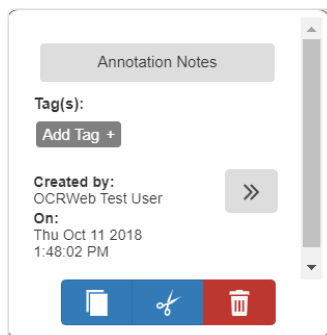 Annotation Notes
Tag(s):
Add Tag +
Created by:
OCRWeb Test User
On:
Thu Oct 11 2018
1:48:02 PM